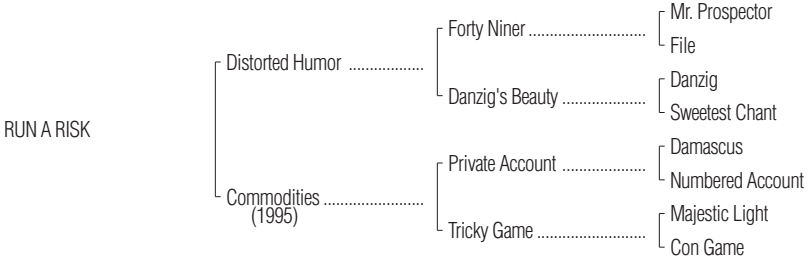 Mr. Prospector
Forty Niner ............................
File
Distorted Humor ..................
Danzig
Danzig's Beauty ....................
Sweetest Chant
RUN A RISK
Damascus
Private Account ....................
Numbered Account
Commodities ........................
(1995)
Majestic Light
Tricky Game ..........................
Con Game